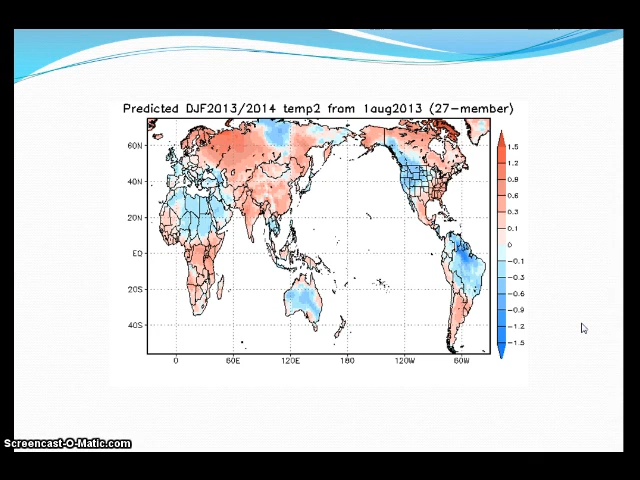 Predicted DJF2013/2014 temp2 from 1aug2013 (27-member)
60N
40N
20N
EQ
20S
40S
0
60E
120E
180
120W
60W
1.5
1.2
0.8
0.6
0.3
0.1
0
-0.1
-0.3
-0.6
-0.9
-1.2
-1.5
Screencast-O-Matic.com